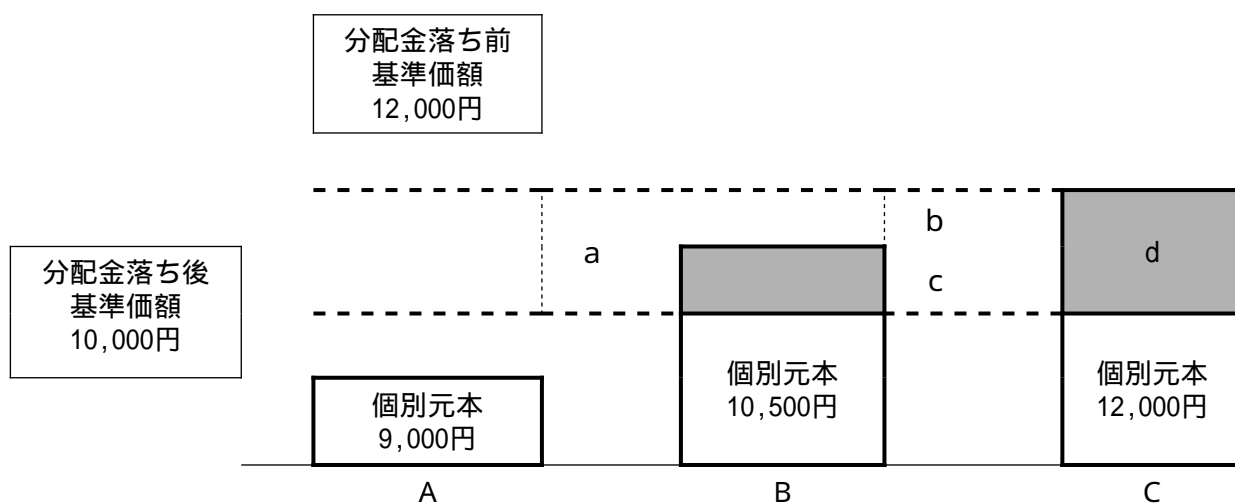 分配金落ち前
基準価額
12,000円
b
a
d
c
分配金落ち後
基準価額
10,000円
個別元本
9,000円
個別元本
10,500円
個別元本
12,000円
A
B
C